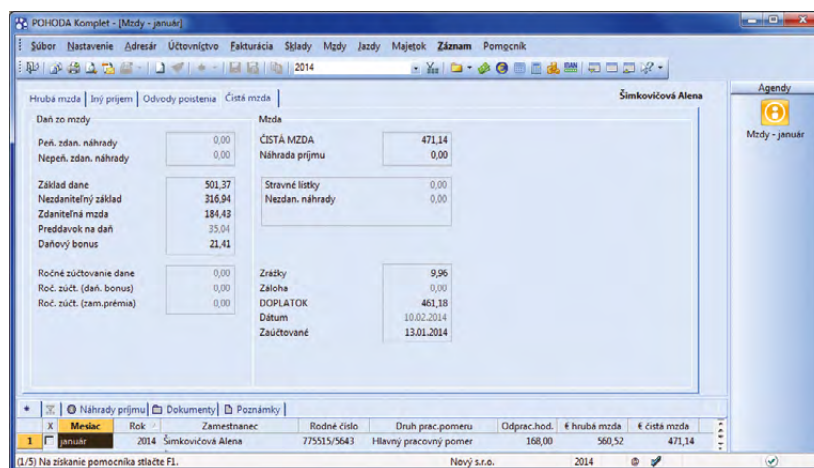 POHODA Komplet - [Mzdy - január]
Súbor Nastavenie Adresár Účtovníctvo Fakturácia Sklady Mzdy Jazdy Majetok Záznam Pomocník
2014
Agendy
Hrubá mzda Iný príjem Odvody poistenia Čistá mzda Šimkovičová Alena
Mzdy - január
Daň zo mzdy Mzda
Peň. zdan. náhrady 0,00 ČISTÁ MZDA 471,14
Nepeň. zdan. náhrady 0,00 Náhrada príjmu 0,00
Základ dane 501,37 Stravné lístky 0,00
Nezdaniteľný základ 316,94 Nezdan. náhrady 0,00
Zdaniteľná mzda 184,43
Preddavok na daň 35,04
Daňový bonus 21,41
Ročné zúčtovanie dane 0,00 Zrážky 9,96
Roč. zúčt. (daň. bonus) 0,00 Záloha 0,00
Roč. zúčt. (zam.prémia) 0,00 DOPLATOK 461,18
Dátum 10.02.2014
Zaúčtované 13.01.2014
Náhrady príjmu Dokumenty Poznámky
X Mesiac Rok Zamestnanec Rodné číslo Druh prac.pomeru Odprac.hod. € hrubá mzda € čistá mzda
1 január 2014 Šimkovičová Alena 775515/5643 Hlavný pracovný pomer 168,00 560,52 471,14
(1/5) Na získanie pomocníka stlačte F1. Nový s.r.o. 2014 @